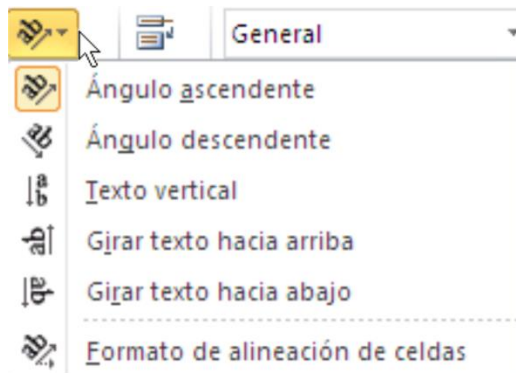 General
Ángulo ascendente
Ángulo descendente
Texto vertical
Girar texto hacia arriba
Girar texto hacia abajo
Formato de alineación de celdas